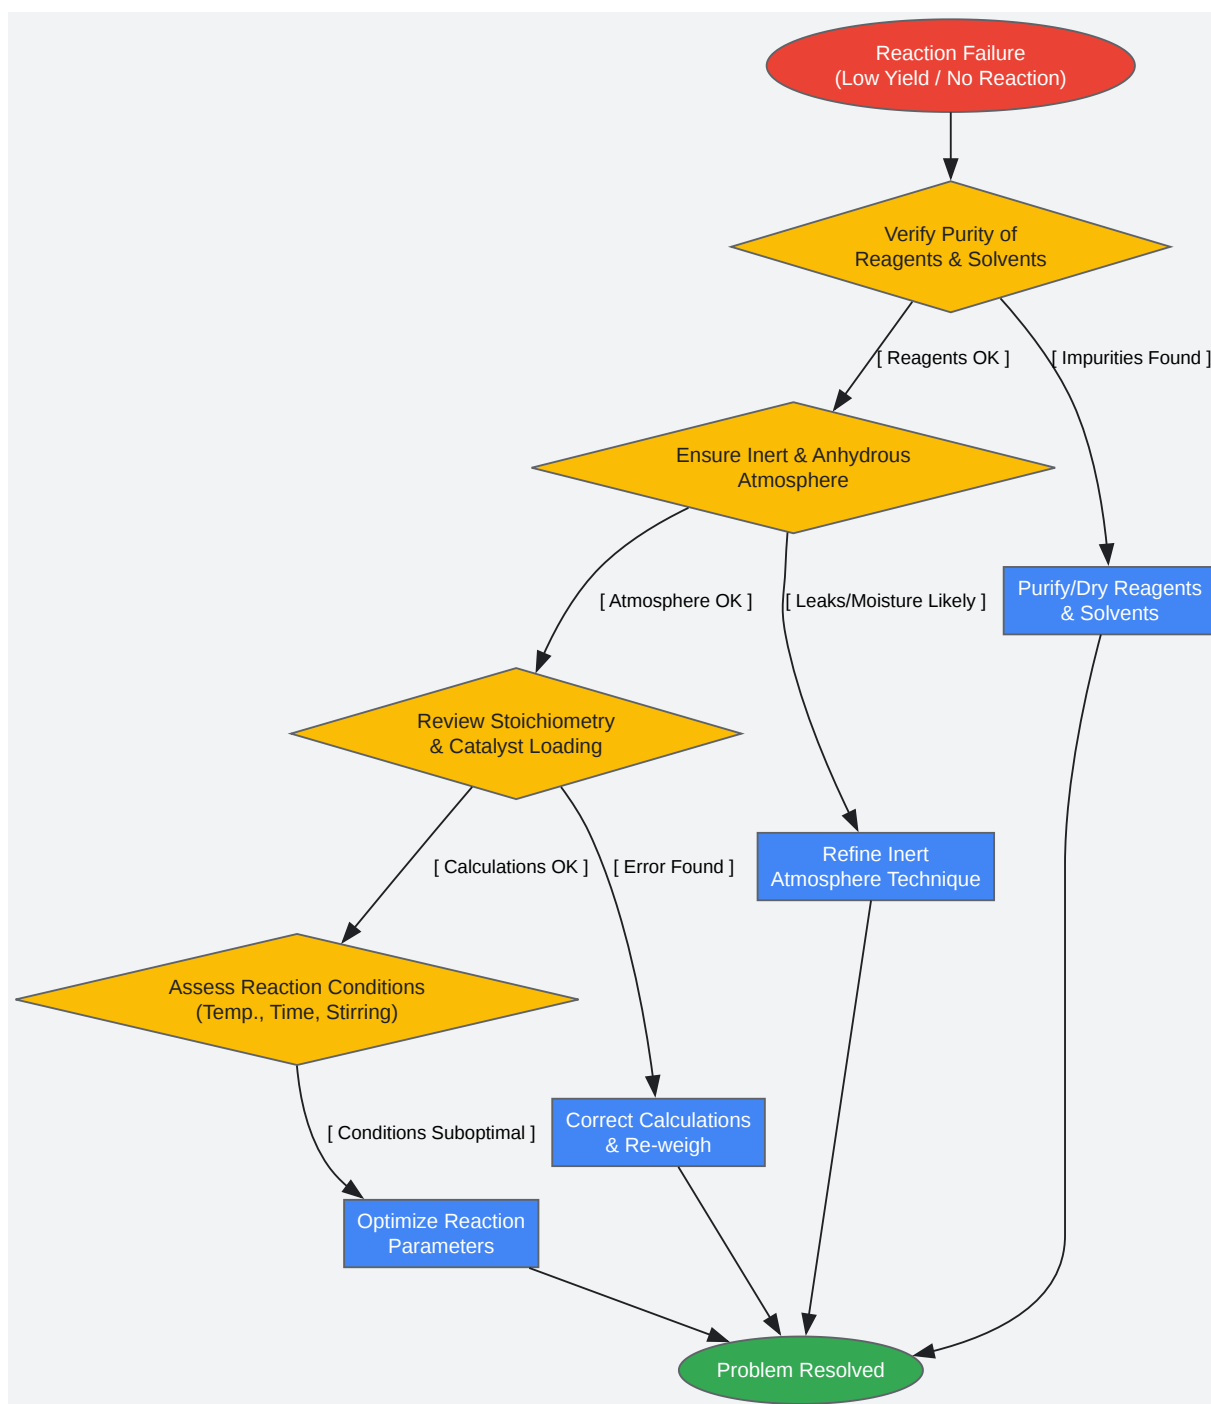 Reaction Failure
(Low Yield / No Reaction)
Verify Purity of
Reagents & Solvents
[ Reagents OK ]
[ Impurities Found ]
Ensure Inert & Anhydrous
Atmosphere
[ Atmosphere OK ]
[ Leaks/Moisture Likely ]
Purify/Dry Reagents
& Solvents
Review Stoichiometry
& Catalyst Loading
[ Calculations OK ]
[ Error Found ]
Refine Inert
Atmosphere Technique
Assess Reaction Conditions
(Temp., Time, Stirring)
[ Conditions Suboptimal ]
Correct Calculations
& Re-weigh
Optimize Reaction
Parameters
Problem Resolved